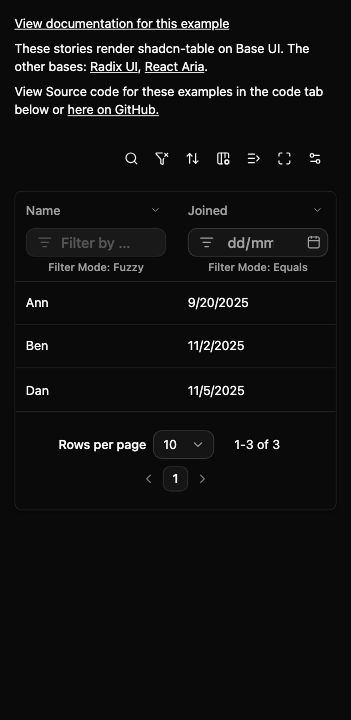 View documentation for this example
These stories render shadcn-table on Base UI. The
other bases: Radix UI, React Aria.
View Source code for these examples in the code tab
below or here on GitHub.
Name
Joined
Filter by ...
dd/mm
Filter Mode: Fuzzy
Filter Mode: Equals
Ann
9/20/2025
Ben
11/2/2025
Dan
11/5/2025
Rows per page
10
1-3 of 3
1